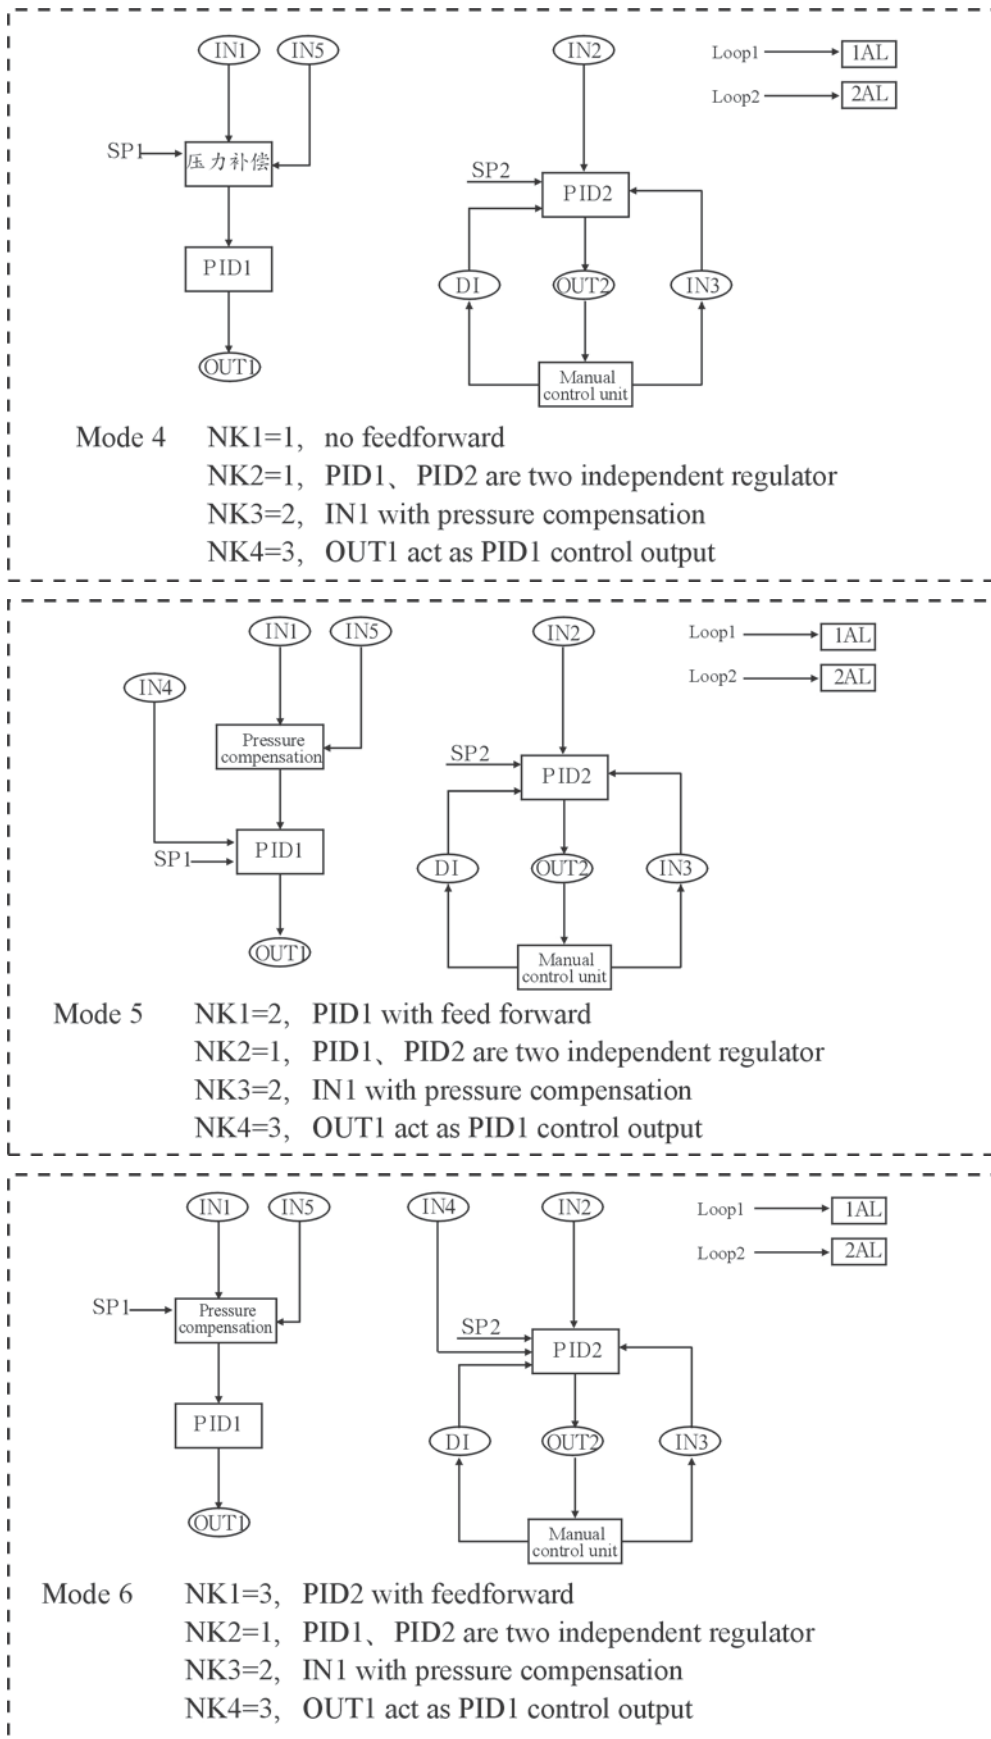 IN1 IN5 IN2 Loop1 1AL
Loop2 2AL
SP1 压力补偿 SP2 PID2
PID1 DI OUT2 IN3
OUT1 Manual
control unit
Mode 4 NK1=1, no feedforward
NK2=1, PID1、PID2 are two independent regulator
NK3=2, IN1 with pressure compensation
NK4=3, OUT1 act as PID1 control output
IN1 IN5 IN2 Loop1 1AL
IN4 Loop2 2AL
Pressure
compensation SP2 PID2
SP1 PID1 DI OUT2 IN3
OUT1 Manual
control unit
Mode 5 NK1=2, PID1 with feed forward
NK2=1, PID1、PID2 are two independent regulator
NK3=2, IN1 with pressure compensation
NK4=3, OUT1 act as PID1 control output
IN1 IN5 IN4 IN2 Loop1 1AL
Loop2 2AL
SP1 Pressure
compensation SP2 PID2
PID1 DI OUT2 IN3
OUT1 Manual
control unit
Mode 6 NK1=3, PID2 with feedforward
NK2=1, PID1、PID2 are two independent regulator
NK3=2, IN1 with pressure compensation
NK4=3, OUT1 act as PID1 control output